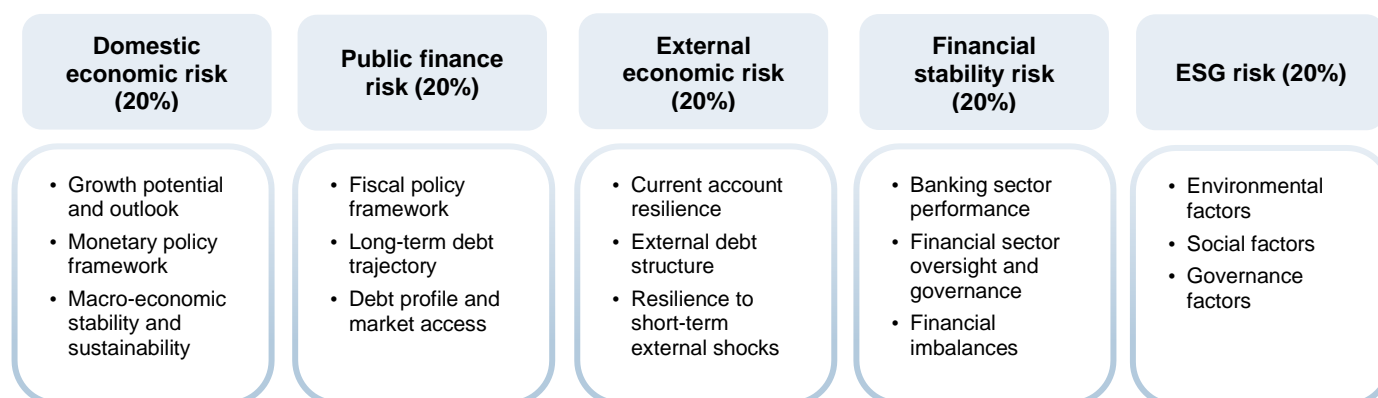 Domestic
economic risk
(20%)
• Growth potential
and outlook
• Monetary policy
framework
• Macro-economic
stability and
sustainability
Public finance
risk (20%)
• Fiscal policy
framework
• Long-term debt
trajectory
• Debt profile and
market access
External
economic risk
(20%)
• Current account
resilience
• External debt
structure
• Resilience to
short-term
external shocks
Financial
stability risk
(20%)
• Banking sector
performance
• Financial sector
oversight and
governance
• Financial
imbalances
ESG risk (20%)
• Environmental
factors
• Social factors
• Governance
factors